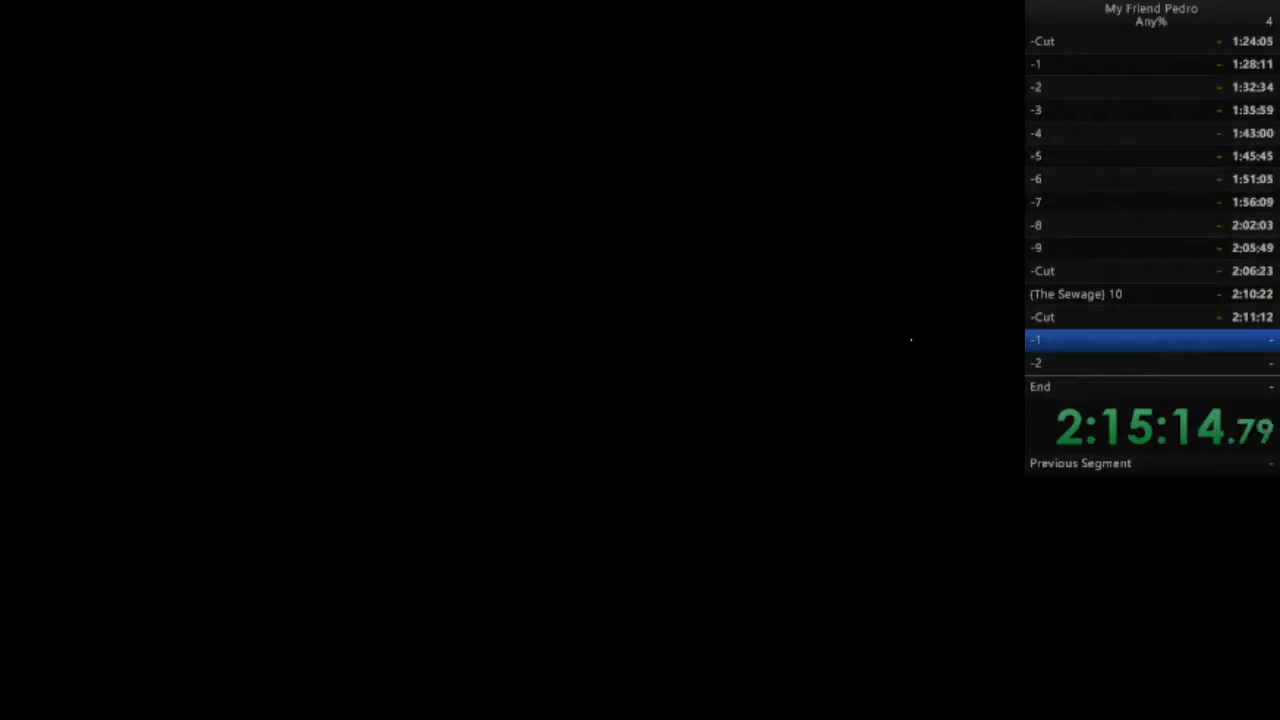 My Friend Pedro
Any% 4
-Cut - 1:24:05
-1 - 1:28:11
-2 - 1:32:34
-3 - 1:35:59
-4 - 1:43:00
-5 - 1:45:45
-6 - 1:51:05
-7 - 1:56:09
-8 - 2:02:03
-9 - 2:05:49
-Cut - 2:06:23
{The Sewage} 10 - 2:10:22
-Cut - 2:11:12
-1 -
-2 -
End -
2:15:14.79
Previous Segment -